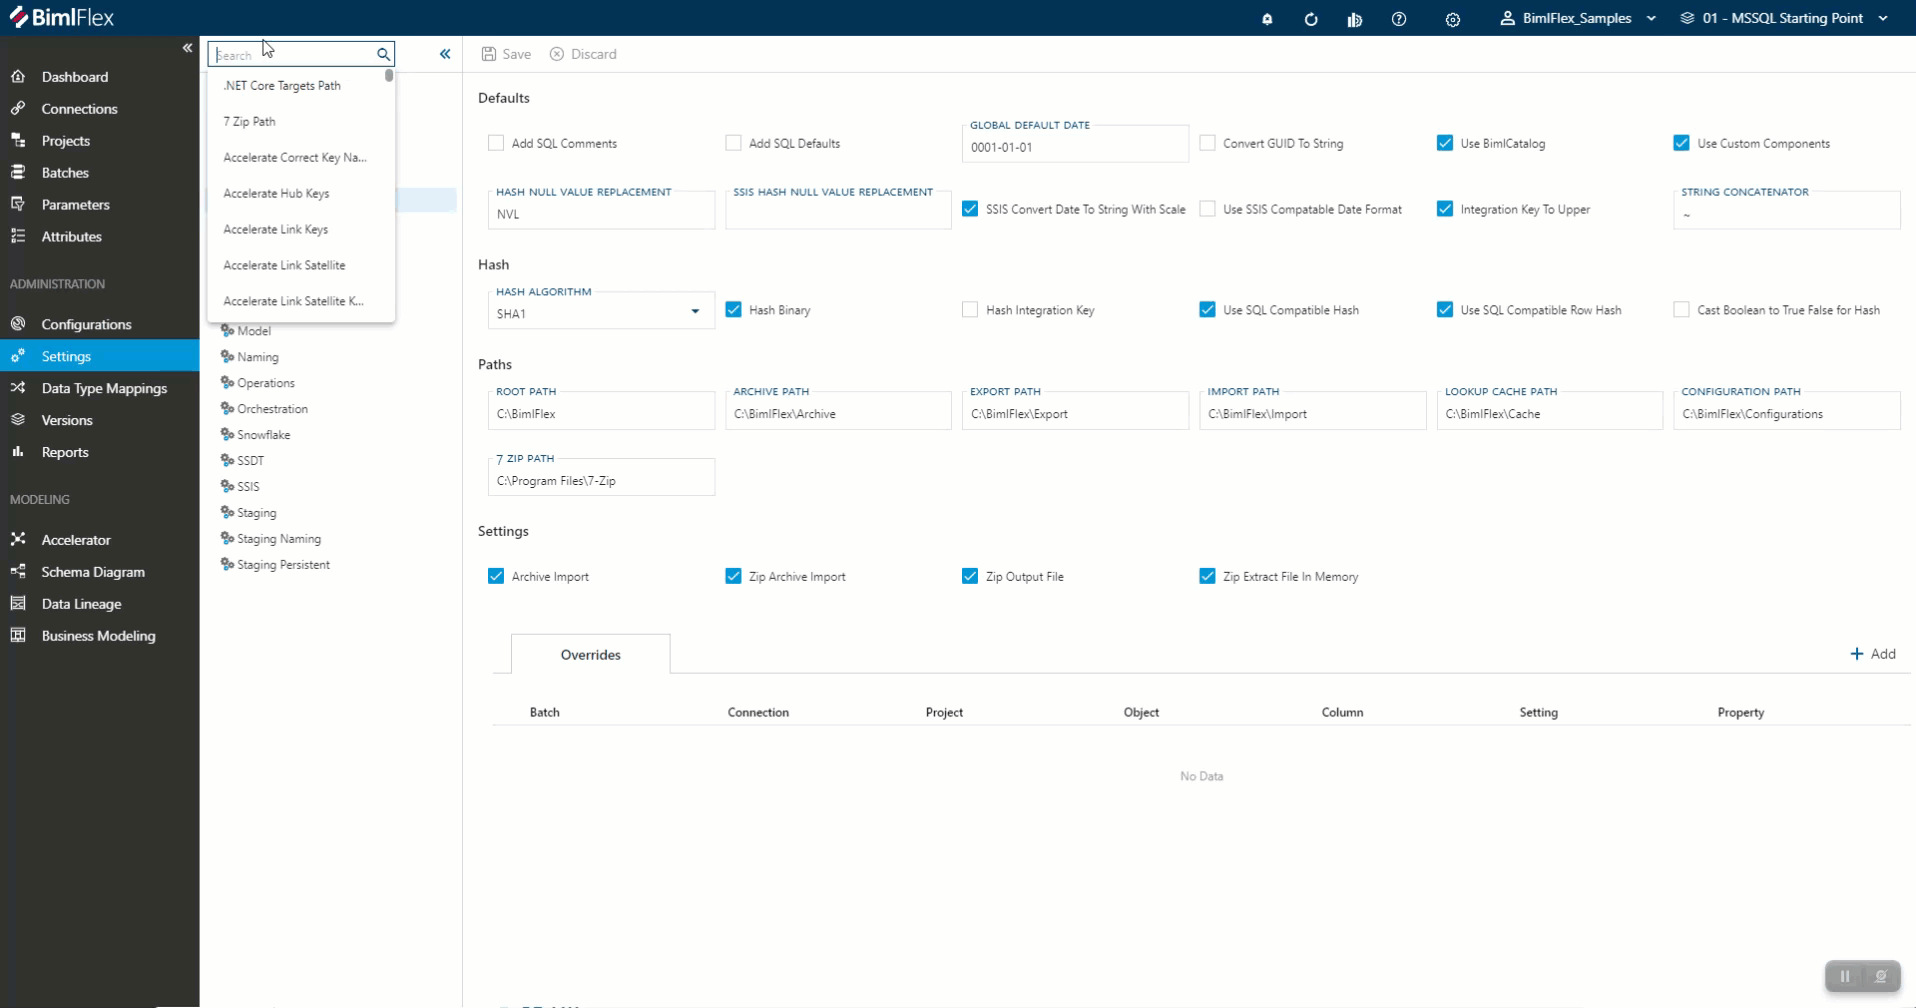 BimlFlex
BimlFlex_Samples
01 - MSSQL Starting Point
Dashboard
Connections
Projects
Batches
Parameters
Attributes
ADMINISTRATION
Configurations
Settings
Data Type Mappings
Versions
Reports
MODELING
Accelerator
Schema Diagram
Data Lineage
Business Modeling
Search
.NET Core Targets Path
7 Zip Path
Accelerate Correct Key Na...
Accelerate Hub Keys
Accelerate Link Keys
Accelerate Link Satellite
Accelerate Link Satellite K...
Model
Naming
Operations
Orchestration
Snowflake
SSDT
SSIS
Staging
Staging Naming
Staging Persistent
Save Discard
Defaults
Add SQL Comments
Add SQL Defaults
GLOBAL DEFAULT DATE
0001-01-01
Convert GUID To String
Use BimlCatalog
Use Custom Components
HASH NULL VALUE REPLACEMENT
NVL
SSIS HASH NULL VALUE REPLACEMENT
SSIS Convert Date To String With Scale
Use SSIS Compatable Date Format
Integration Key To Upper
STRING CONCATENATOR
~
Hash
HASH ALGORITHM
SHA1
Hash Binary
Hash Integration Key
Use SQL Compatible Hash
Use SQL Compatible Row Hash
Cast Boolean to True False for Hash
Paths
ROOT PATH
C:\BimlFlex
ARCHIVE PATH
C:\BimlFlex\Archive
EXPORT PATH
C:\BimlFlex\Export
IMPORT PATH
C:\BimlFlex\Import
LOOKUP CACHE PATH
C:\BimlFlex\Cache
CONFIGURATION PATH
C:\BimlFlex\Configurations
7 ZIP PATH
C:\Program Files\7-Zip
Settings
Archive Import
Zip Archive Import
Zip Output File
Zip Extract File In Memory
Overrides
Add
Batch Connection Project Object Column Setting Property
No Data